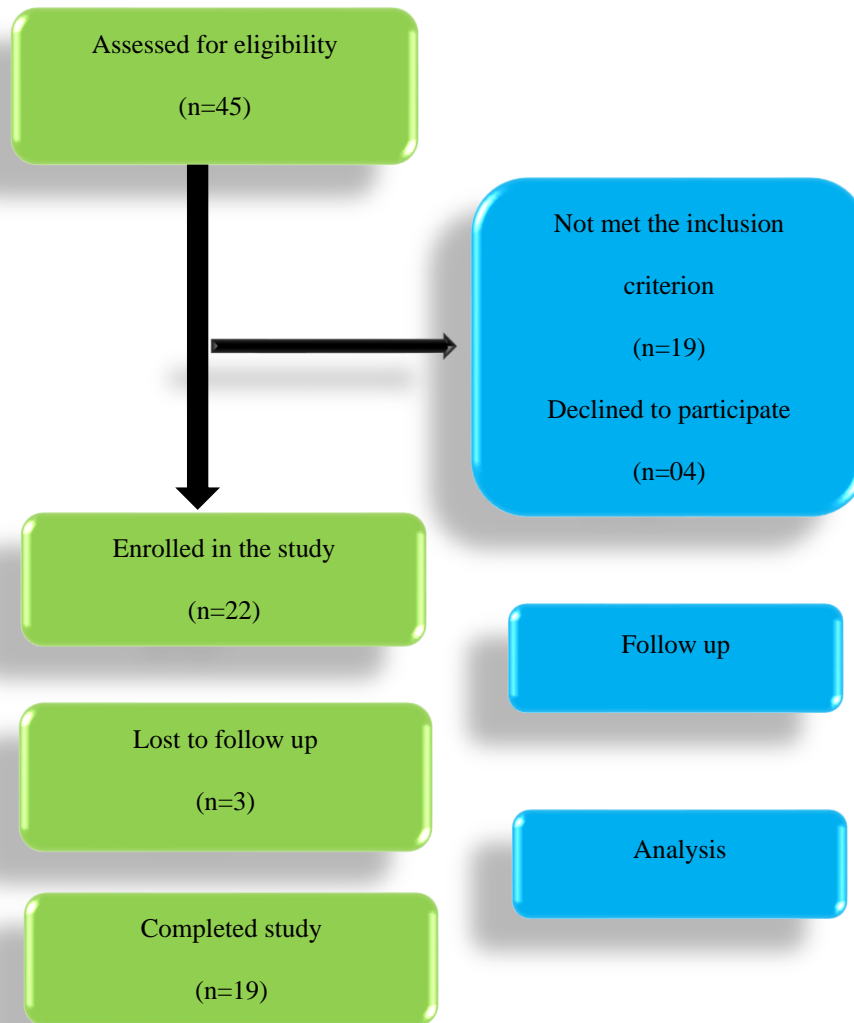 Assessed for eligibility
(n=45)
Not met the inclusion
criterion
(n=19)
Declined to participate
(n=04)
Enrolled in the study
(n=22)
Follow up
Lost to follow up
(n=3)
Analysis
Completed study
(n=19)